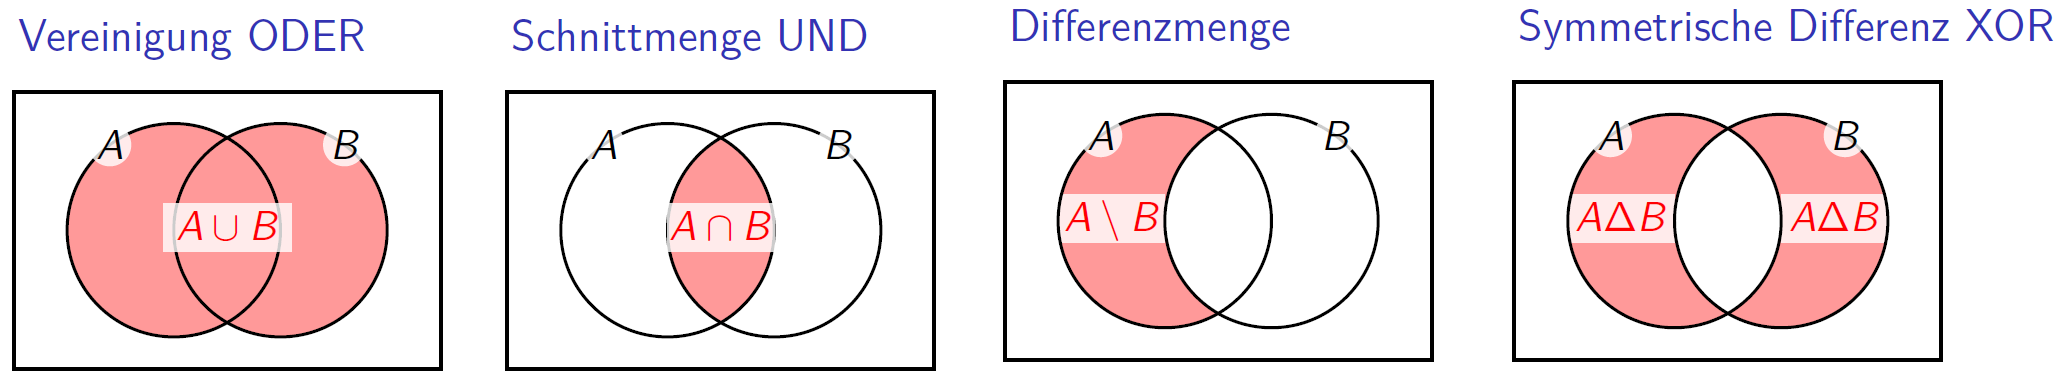 Vereinigung ODER
A
B
A ∪ B
Schnittmenge UND
A
B
A ∩ B
Differenzmenge
A
B
A \ B
Symmetrische Differenz XOR
A
B
AΔB
AΔB